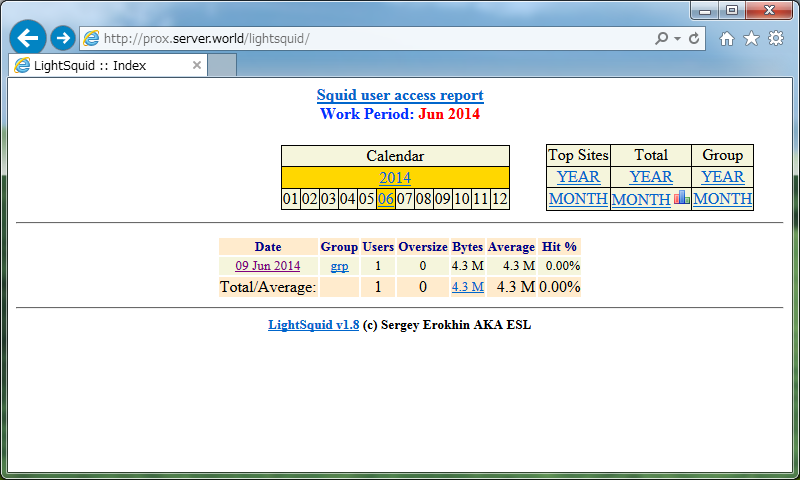 http://prox.server.world/lightsquid/
LightSquid :: Index
Squid user access report
Work Period: Jun 2014
Calendar
2014
01 02 03 04 05 06 07 08 09 10 11 12
Top Sites Total Group
YEAR YEAR YEAR
MONTH MONTH MONTH
Date Group Users Oversize Bytes Average Hit %
09 Jun 2014 grp 1 0 4.3 M 4.3 M 0.00%
Total/Average: 1 0 4.3 M 4.3 M 0.00%
LightSquid v1.8 (c) Sergey Erokhin AKA ESL